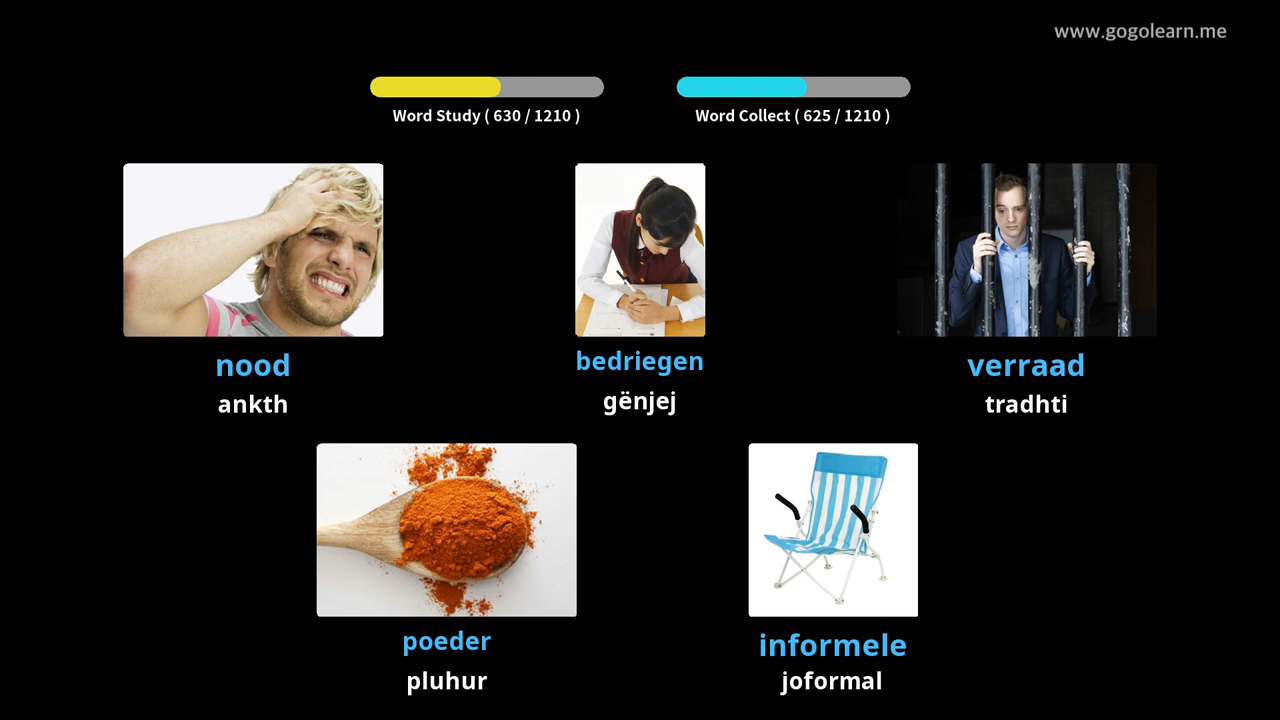 www.gogolearn.me
Word Study ( 630 / 1210 )
Word Collect ( 625 / 1210 )
nood
ankth
bedriegen
gënjej
verraad
tradhti
poeder
pluhur
informele
joformal